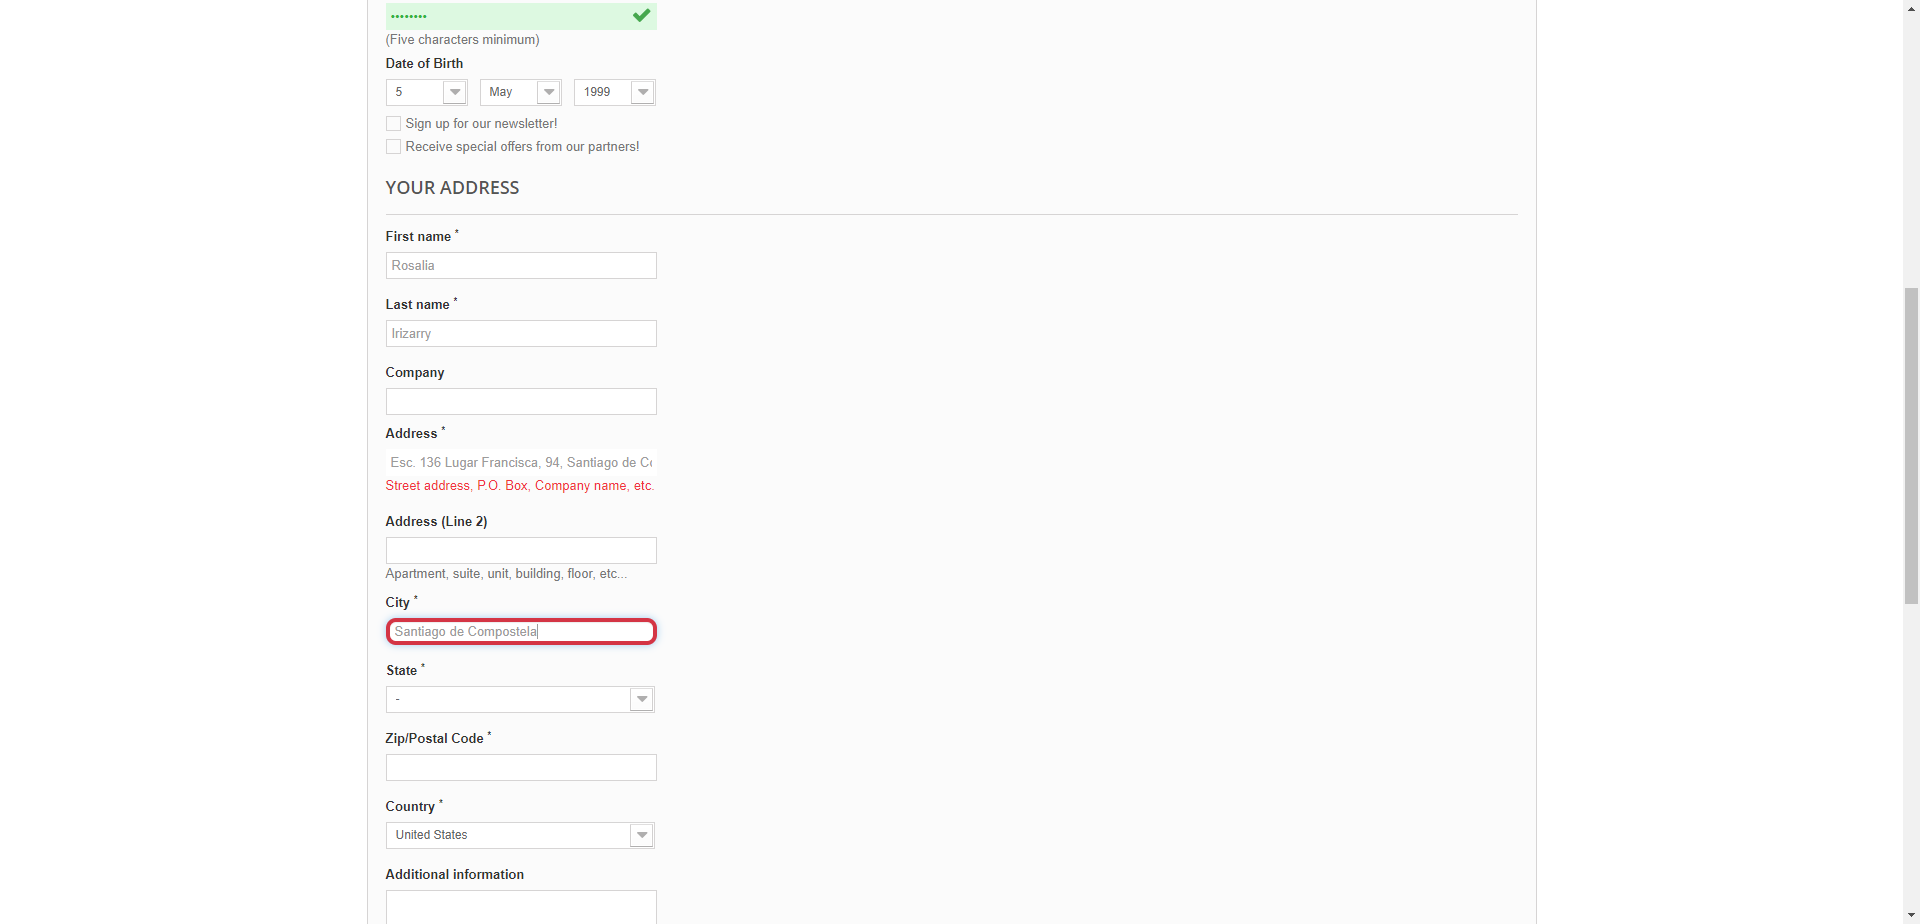 ••••••••
(Five characters minimum)
Date of Birth
5 May 1999
Sign up for our newsletter!
Receive special offers from our partners!
YOUR ADDRESS
First name *
Rosalia
Last name *
Irizarry
Company
Address *
Esc. 136 Lugar Francisca, 94, Santiago de Co
Street address, P.O. Box, Company name, etc.
Address (Line 2)
Apartment, suite, unit, building, floor, etc...
City *
Santiago de Compostela
State *
-
Zip/Postal Code *
Country *
United States
Additional information